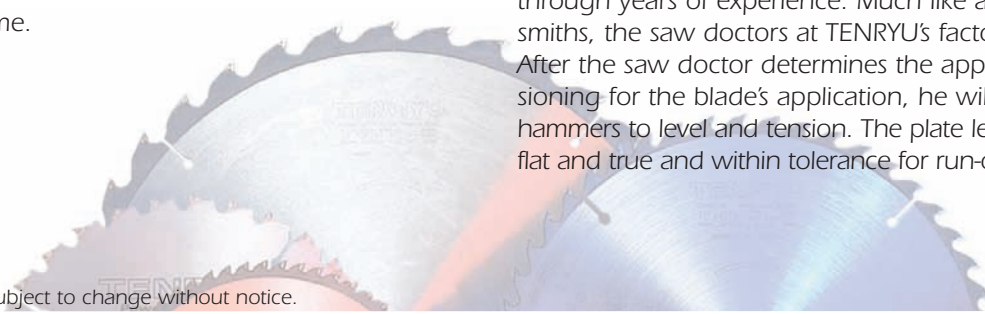 me.
through years of experience. Much like a
smiths, the saw doctors at TENRYU's facto
After the saw doctor determines the app
sioning for the blade's application, he wil
hammers to level and tension. The plate le
flat and true and within tolerance for run-o
ubject to change without notice.
TENR